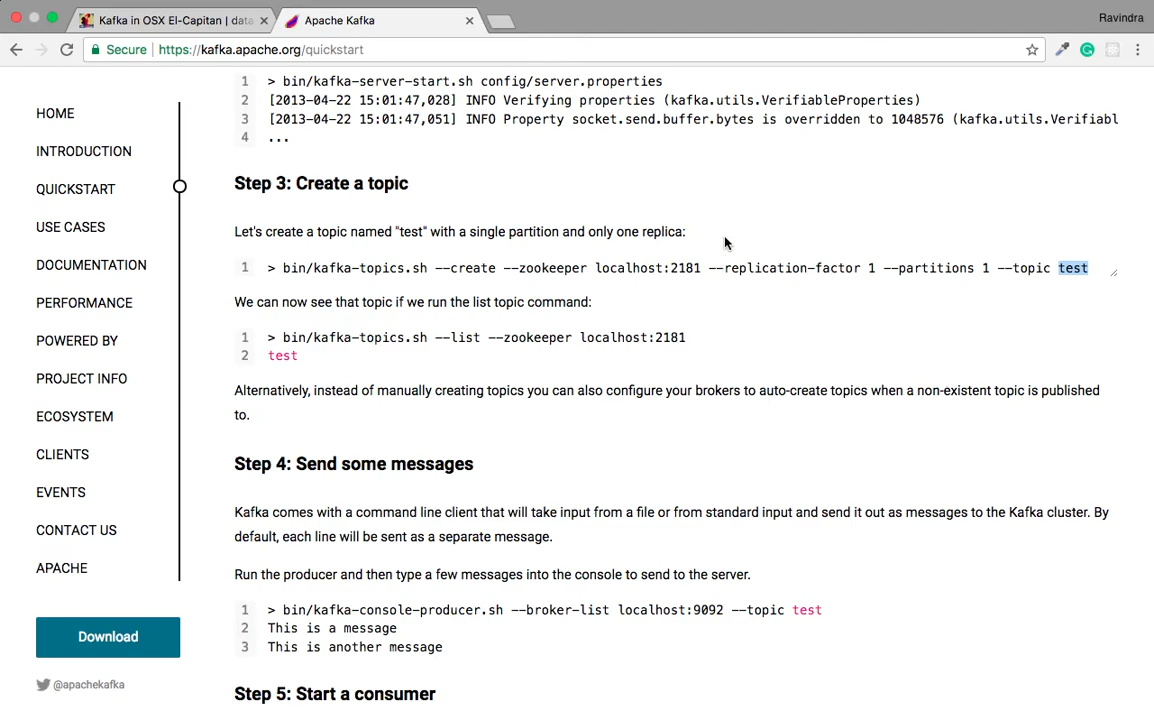 Kafka in OSX El-Capitan | data
Apache Kafka
Ravindra
Secure | https://kafka.apache.org/quickstart
HOME
INTRODUCTION
QUICKSTART
USE CASES
DOCUMENTATION
PERFORMANCE
POWERED BY
PROJECT INFO
ECOSYSTEM
CLIENTS
EVENTS
CONTACT US
APACHE
Download
@apachekafka
1 > bin/kafka-server-start.sh config/server.properties
2 [2013-04-22 15:01:47,028] INFO Verifying properties (kafka.utils.VerifiableProperties)
3 [2013-04-22 15:01:47,051] INFO Property socket.send.buffer.bytes is overridden to 1048576 (kafka.utils.Verifiabl
4 ...
Step 3: Create a topic
Let's create a topic named "test" with a single partition and only one replica:
1 > bin/kafka-topics.sh --create --zookeeper localhost:2181 --replication-factor 1 --partitions 1 --topic test
We can now see that topic if we run the list topic command:
1 > bin/kafka-topics.sh --list --zookeeper localhost:2181
2 test
Alternatively, instead of manually creating topics you can also configure your brokers to auto-create topics when a non-existent topic is published
to.
Step 4: Send some messages
Kafka comes with a command line client that will take input from a file or from standard input and send it out as messages to the Kafka cluster. By
default, each line will be sent as a separate message.
Run the producer and then type a few messages into the console to send to the server.
1 > bin/kafka-console-producer.sh --broker-list localhost:9092 --topic test
2 This is a message
3 This is another message
Step 5: Start a consumer